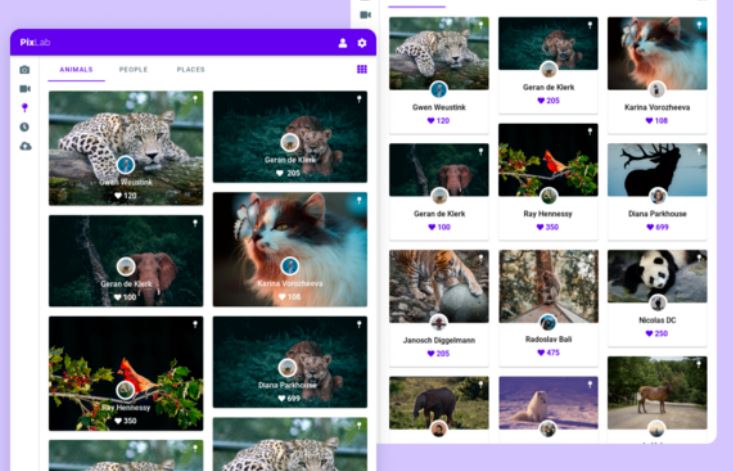 PixLab
ANIMALS PEOPLE PLACES
Gwen Weustink
120
Geran de Klerk
205
Geran de Klerk
100
Karina Vorozheeva
108
Ray Hennessy
350
Diana Parkhouse
699
Gwen Weustink
120
Geran de Klerk
205
Karina Vorozheeva
108
Geran de Klerk
100
Ray Hennessy
350
Diana Parkhouse
699
Janosch Diggelmann
205
Radoslav Bali
475
Nicolas DC
250